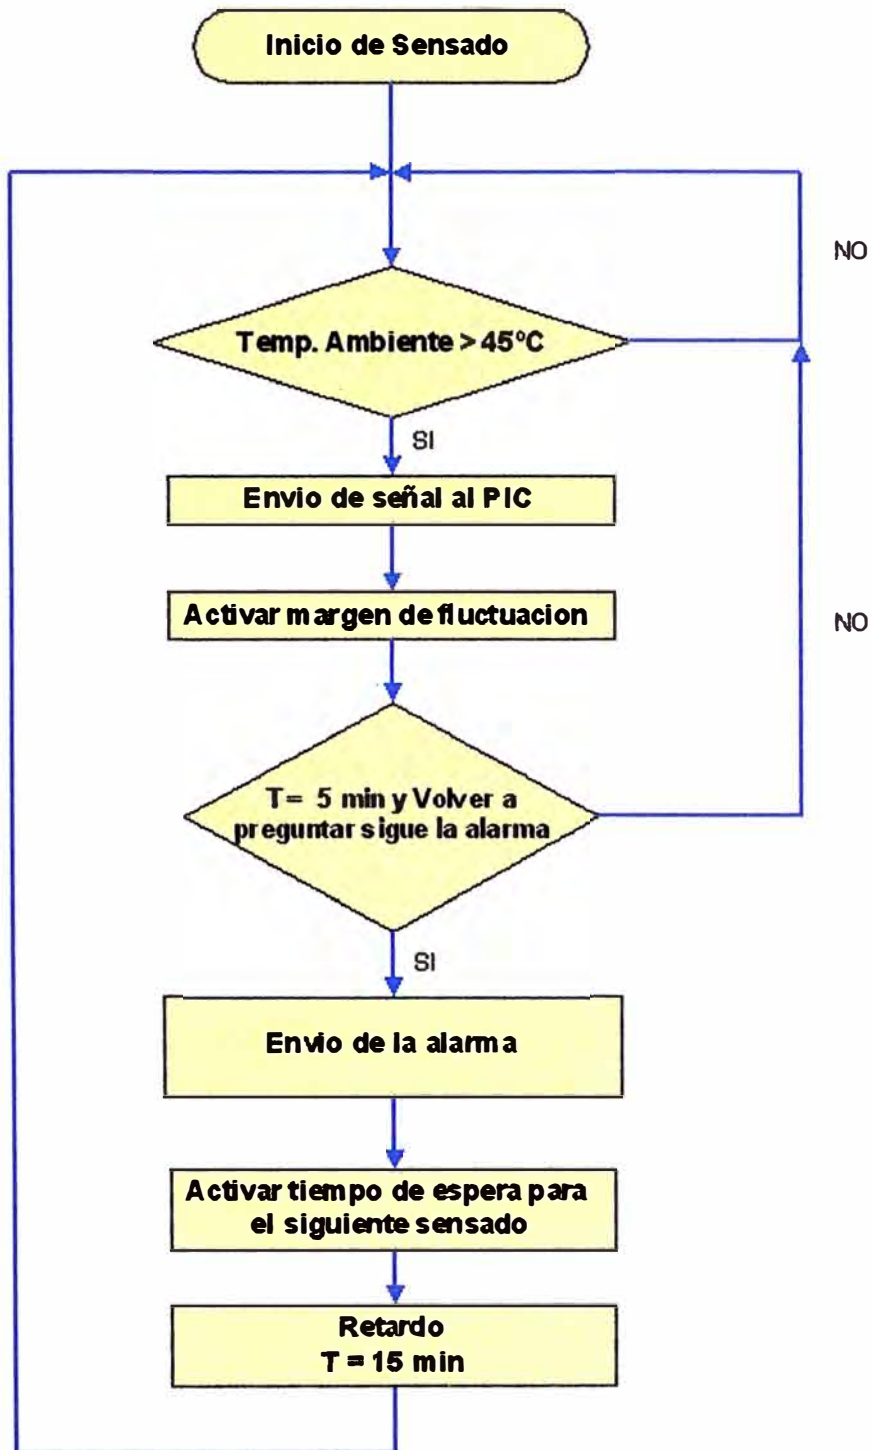 Inicio de Sensado
NO
Temp. Ambiente > 45ºC
SI
Envio de señal al PIC
Activar margen de fluctuacion
NO
T= 5 min y Volver a
preguntar sigue la alarma
SI
Envio de la alarma
Activar tiempo de espera para
el siguiente sensado
Retardo
T = 15 min